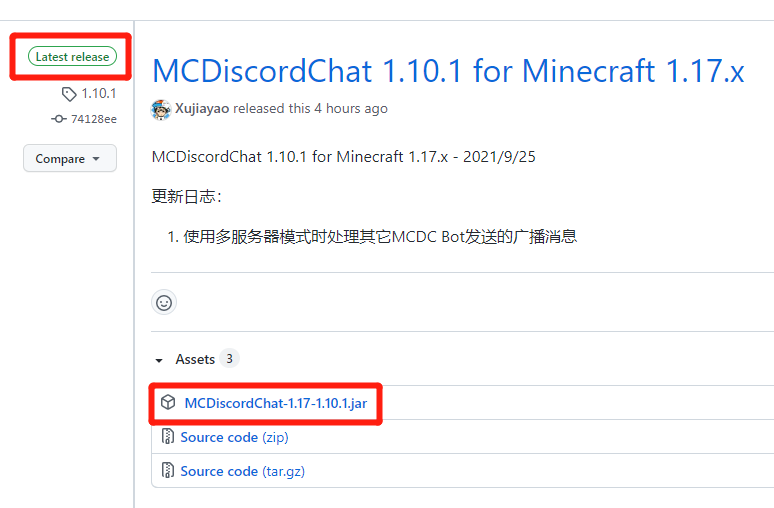 Latest release
1.10.1
74128ee
Compare
MCDiscordChat 1.10.1 for Minecraft 1.17.x
Xujiayao released this 4 hours ago
MCDiscordChat 1.10.1 for Minecraft 1.17.x - 2021/9/25
更新日志：
1. 使用多服务器模式时处理其它MCDC Bot发送的广播消息
Assets 3
MCDiscordChat-1.17-1.10.1.jar
Source code (zip)
Source code (tar.gz)